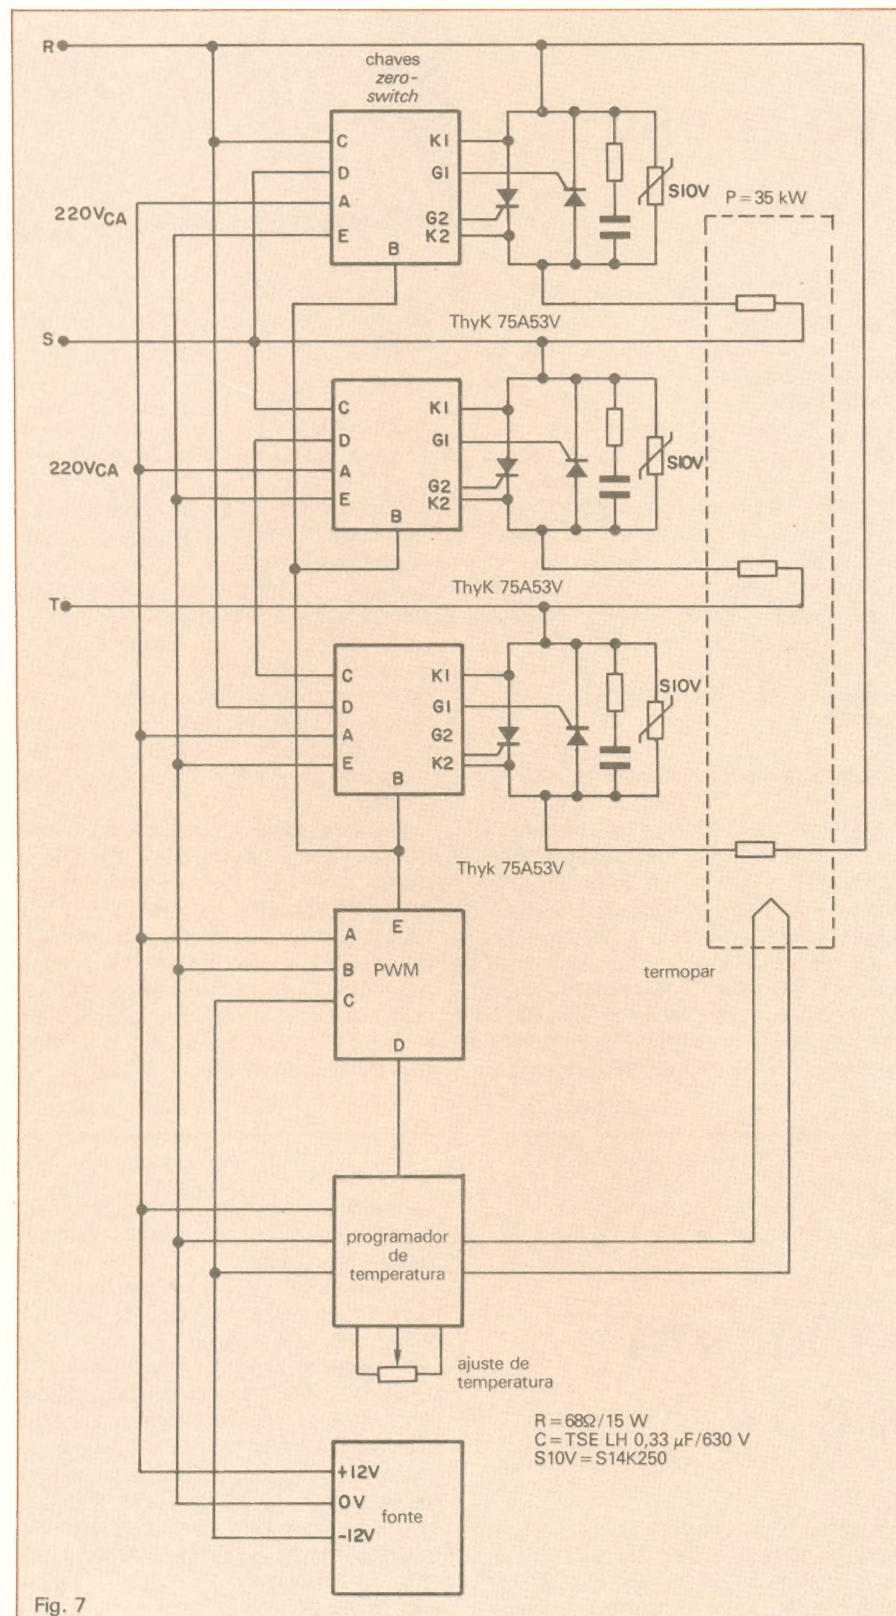 R
chaves
zero-
switch
C
K1
D
G1
S10V
P = 35 kW
220VCA
A
G2
E
K2
B
ThyK 75A53V
S
C
K1
D
G1
S10V
220VCA
A
G2
E
K2
B
ThyK 75A53V
T
C
K1
S10V
D
G1
A
G2
E
K2
B
Thyk 75A53V
E
A
B
PWM
C
D
termopar
programador
de
temperatura
ajuste de
temperatura
R = 68Ω/15 W
C = TSE LH 0,33 µF/630 V
S10V = S14K250
+12V
0V
fonte
-12V
Fig. 7